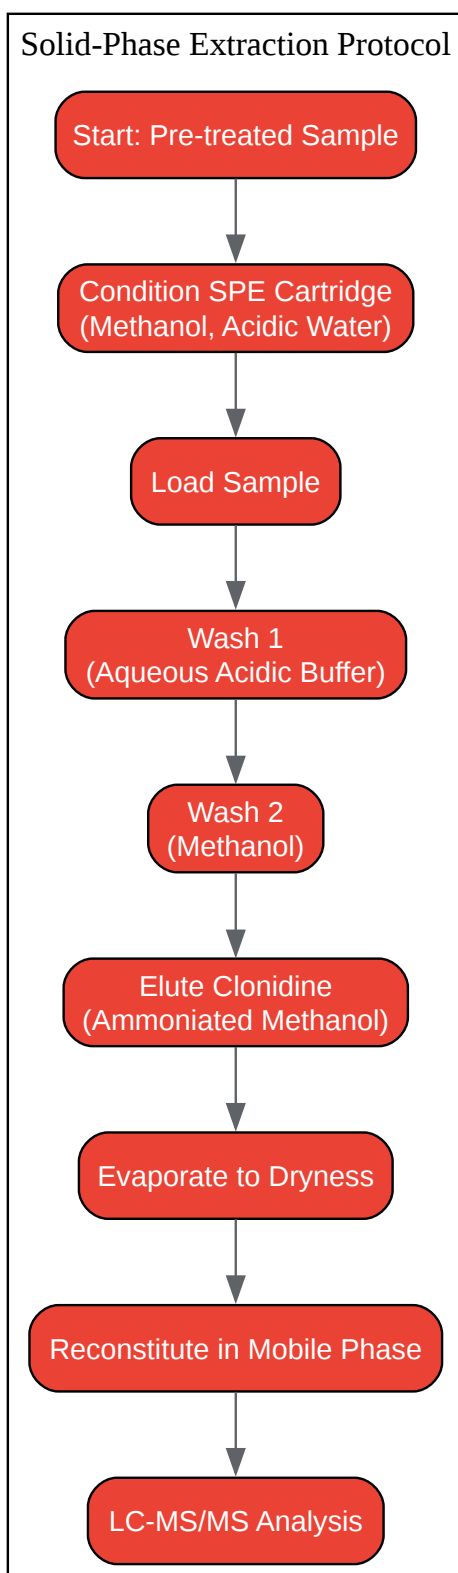 Solid-Phase Extraction Protocol
Start: Pre-treated Sample
Condition SPE Cartridge
(Methanol, Acidic Water)
Load Sample
Wash 1
(Aqueous Acidic Buffer)
Wash 2
(Methanol)
Elute Clonidine
(Ammoniated Methanol)
Evaporate to Dryness
Reconstitute in Mobile Phase
LC-MS/MS Analysis